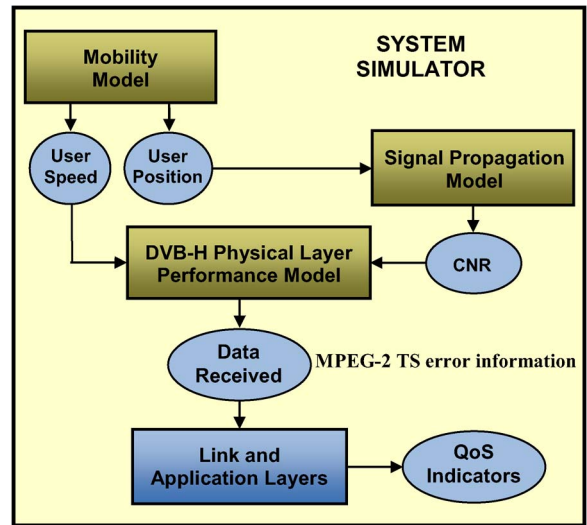 SYSTEM
SIMULATOR
Mobility
Model
User
Speed
User
Position
Signal Propagation
Model
DVB-H Physical Layer
Performance Model
CNR
Data
Received
MPEG-2 TS error information
Link and
Application Layers
QoS
Indicators